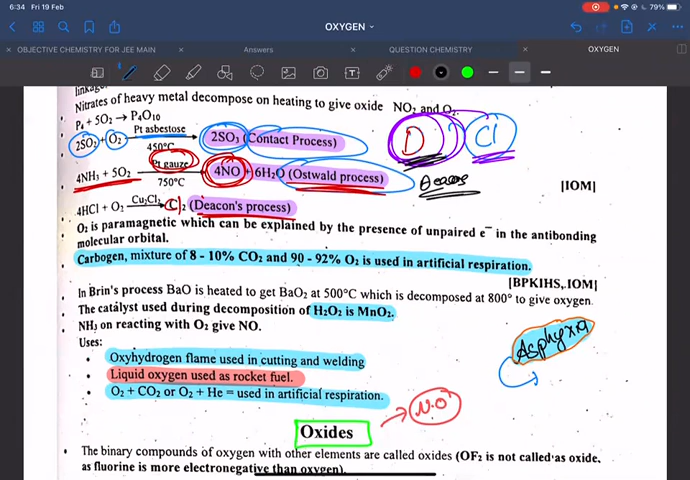 6:34 Fri 19 Feb
79%
OXYGEN
OBJECTIVE CHEMISTRY FOR JEE MAIN
Answers
QUESTION CHEMISTRY
OXYGEN
linkage
Nitrates of heavy metal decompose on heating to give oxide NO₂ and O₂.
P₄ + 5O₂ → P₄O₁₀
2SO₂ + O₂ Pt asbestose 450°C 2SO₃ (Contact Process)
D Cl
4NH₃ + 5O₂ Pt gauze 750°C 4NO + 6H₂O (Ostwald process)
Deacons
[IOM]
4HCl + O₂ Cu₂Cl₂ Cl₂ (Deacon's process)
O₂ is paramagnetic which can be explained by the presence of unpaired e⁻ in the antibonding
molecular orbital.
Carbogen, mixture of 8 - 10% CO₂ and 90 - 92% O₂ is used in artificial respiration.
[BPKIHS, IOM]
In Brin's process BaO is heated to get BaO₂ at 500°C which is decomposed at 800° to give oxygen.
The catalyst used during decomposition of H₂O₂ is MnO₂.
NH₃ on reacting with O₂ give NO.
Uses:
Asphyxia
• Oxyhydrogen flame used in cutting and welding
• Liquid oxygen used as rocket fuel.
• O₂ + CO₂ or O₂ + He = used in artificial respiration.
Oxides
• The binary compounds of oxygen with other elements are called oxides (OF₂ is not called as oxide,
as fluorine is more electronegative than oxygen).